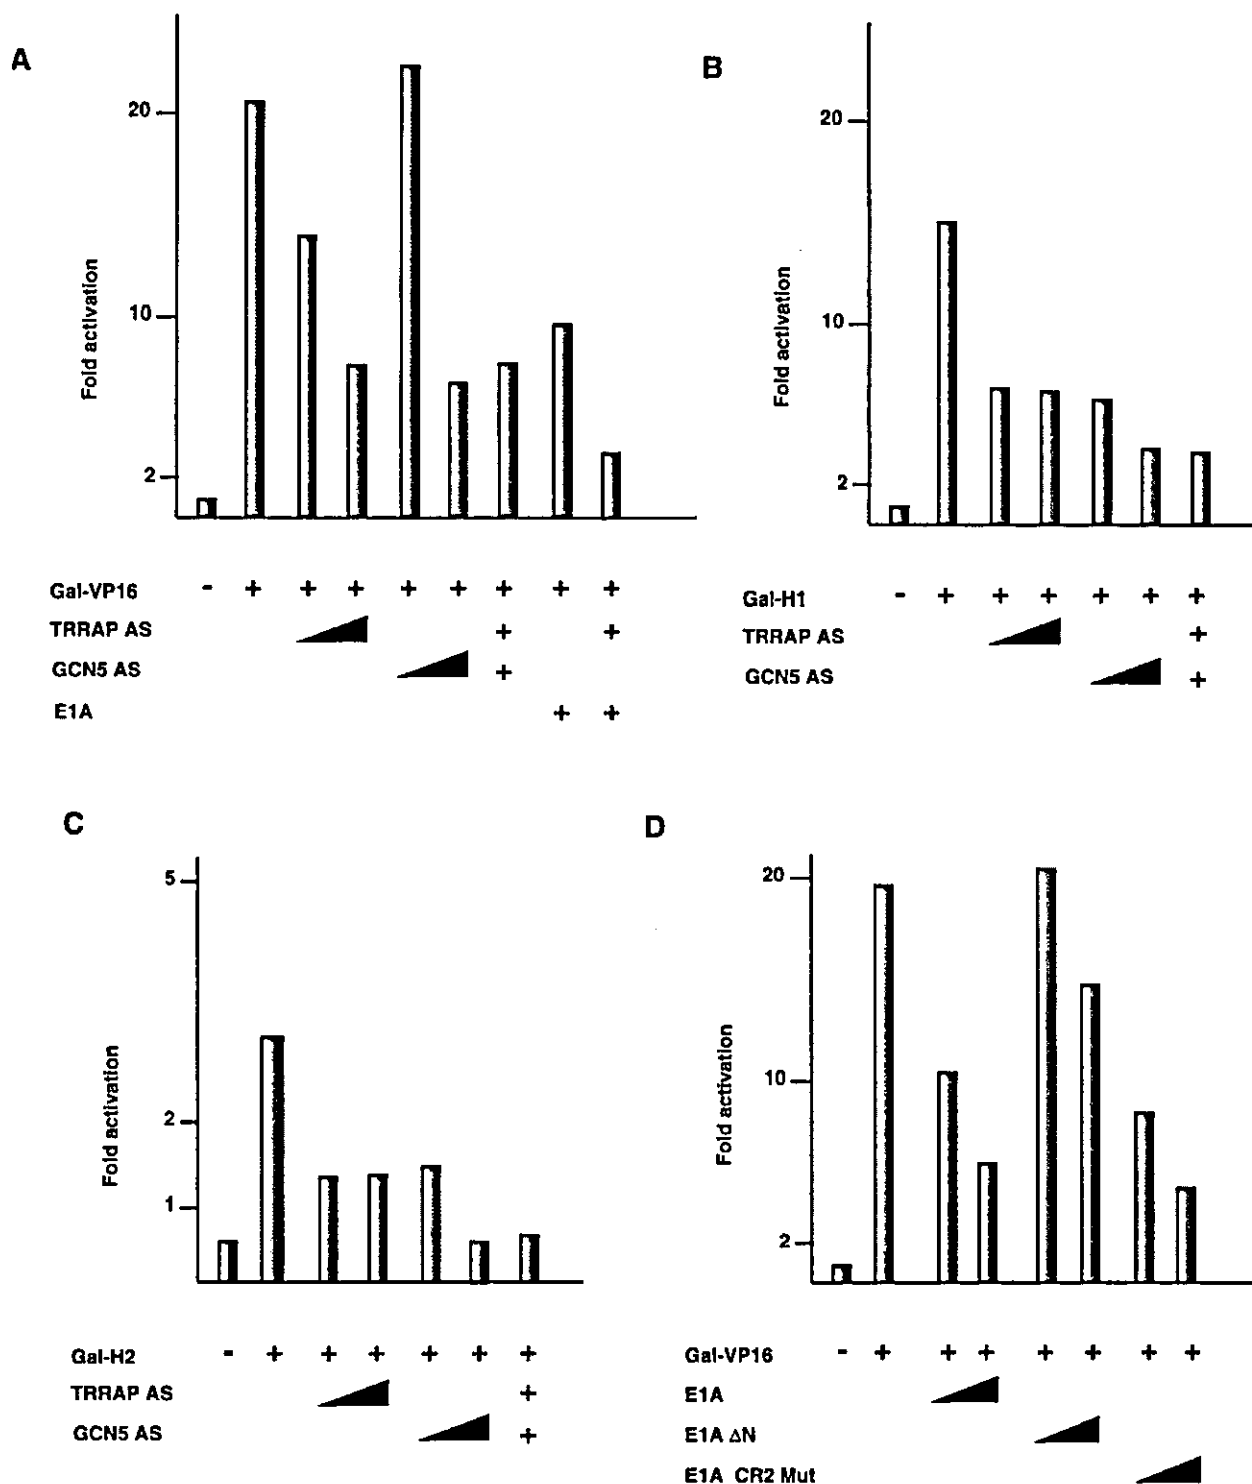 A
Fold activation
20
10
2
Gal-VP16 - + + + + + + + +
TRRAP AS + +
GCN5 AS +
E1A + +
B
Fold activation
20
10
2
Gal-H1 - + + + + + +
TRRAP AS +
GCN5 AS +
C
Fold activation
5
2
1
Gal-H2 - + + + + + +
TRRAP AS +
GCN5 AS +
D
Fold activation
20
10
2
Gal-VP16 - + + + + + + +
E1A
E1A ΔN
E1A CR2 Mut